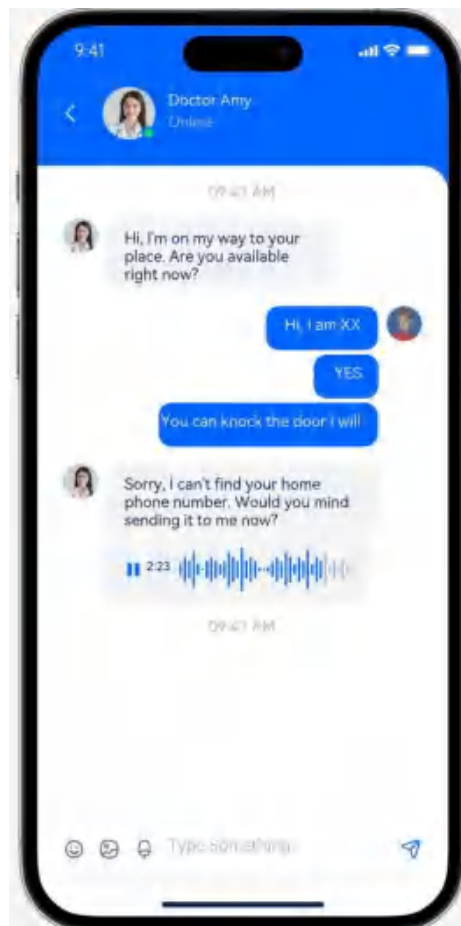 9:41
Doctor Amy
Online
09:41 AM
Hi, I'm on my way to your
place. Are you available
right now?
Hi, I am XX
YES
You can knock the door I will
Sorry, I can't find your home
phone number. Would you mind
sending it to me now?
2:23
09:41 AM
Type Something...